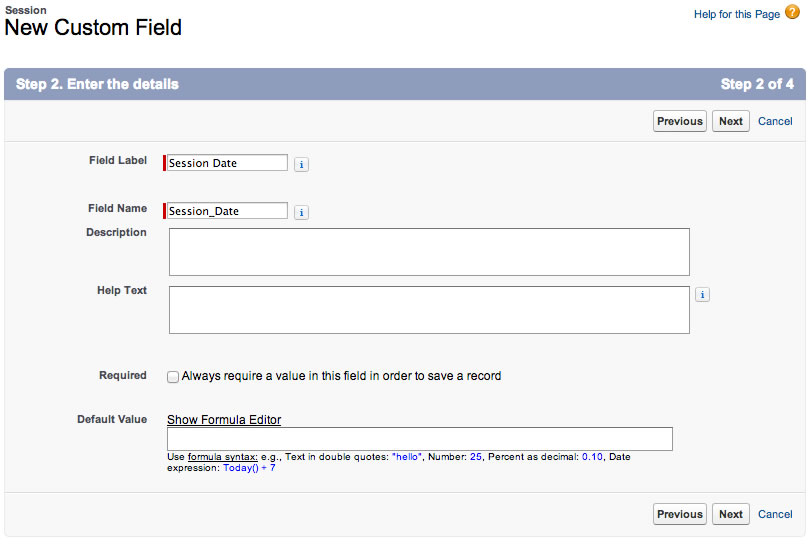 Session
New Custom Field
Help for this Page ?
Step 2. Enter the details
Step 2 of 4
Previous Next Cancel
Field Label Session Date i
Field Name Session_Date i
Description
Help Text i
Required Always require a value in this field in order to save a record
Default Value Show Formula Editor
Use formula syntax: e.g., Text in double quotes: "hello", Number: 25, Percent as decimal: 0.10, Date
expression: Today() + 7
Previous Next Cancel